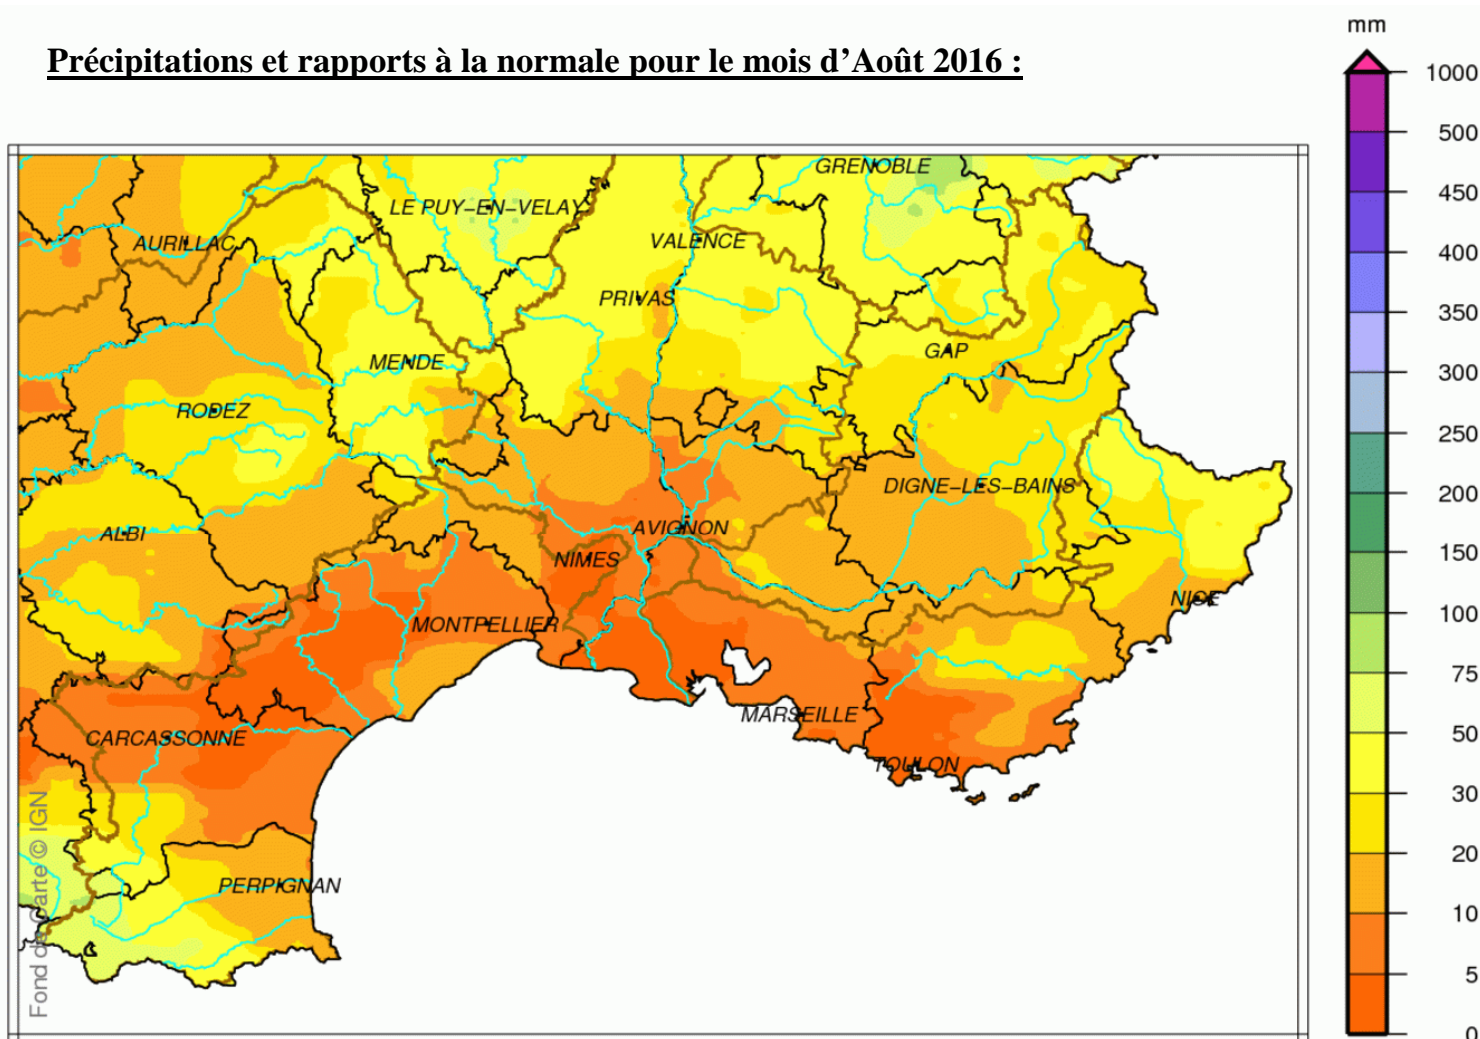 Précipitations et rapports à la normale pour le mois d’Août 2016 :
mm
1000
500
450
400
350
300
250
200
150
100
75
50
30
20
10
5
0
GRENOBLE
LE PUY-EN-VELAY
AURILLAC
VALENCE
PRIVAS
GAP
MENDE
RODEZ
DIGNE-LES-BAINS
ALBI
AVIGNON
NIMES
NICE
MONTPELLIER
MARSEILLE
CARCASSONNE
TOULON
PERPIGNAN
Fond de Carte © IGN